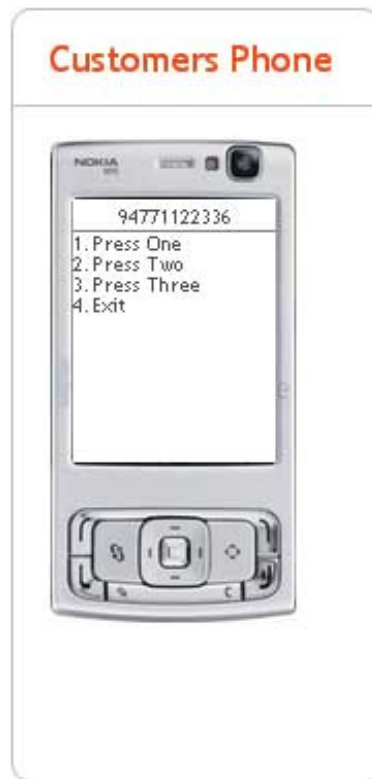 Customers Phone
NOKIA
94771122336
1. Press One
2. Press Two
3. Press Three
4. Exit
C